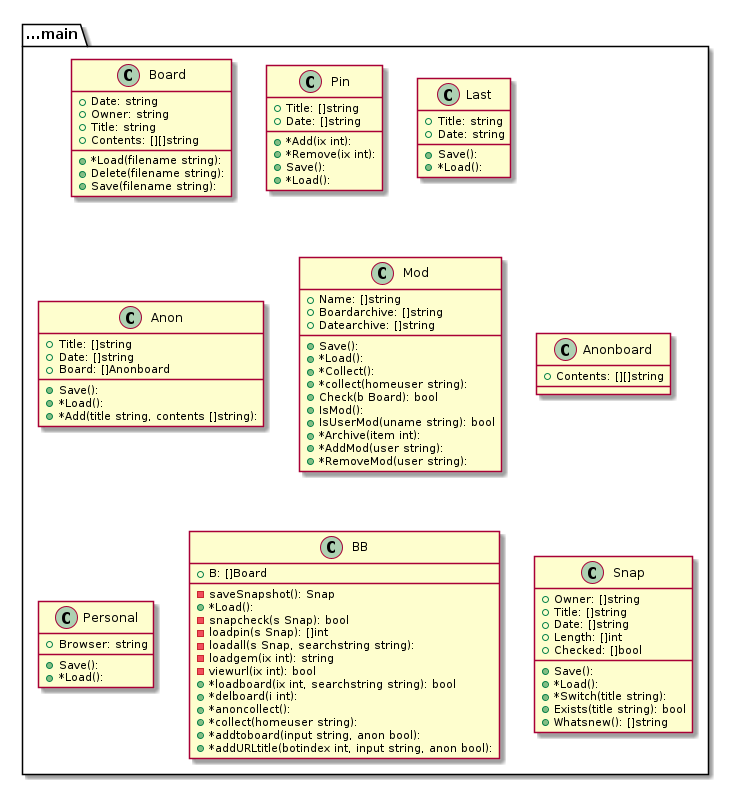 ...main
C Board
Date: string
Owner: string
Title: string
Contents: [][]string
*Load(filename string):
Delete(filename string):
Save(filename string):
C Pin
Title: []string
Date: []string
*Add(ix int):
*Remove(ix int):
Save():
*Load():
C Last
Title: string
Date: string
Save():
*Load():
C Anon
Title: []string
Date: []string
Board: []Anonboard
Save():
*Load():
*Add(title string, contents []string):
C Mod
Name: []string
Boardarchive: []string
Datearchive: []string
Save():
*Load():
*Collect():
*collect(homeuser string):
Check(b Board): bool
IsMod():
IsUserMod(uname string): bool
*Archive(item int):
*AddMod(user string):
*RemoveMod(user string):
C Anonboard
Contents: [][]string
C Personal
Browser: string
Save():
*Load():
C BB
B: []Board
saveSnapshot(): Snap
*Load():
snapcheck(s Snap): bool
loadpin(s Snap): []int
loadall(s Snap, searchstring string):
loadgem(ix int): string
viewurl(ix int): bool
*loadboard(ix int, searchstring string): bool
*delboard(i int):
*anoncollect():
*collect(homeuser string):
*addtoboard(input string, anon bool):
*addURLtitle(botindex int, input string, anon bool):
C Snap
Owner: []string
Title: []string
Date: []string
Length: []int
Checked: []bool
Save():
*Load():
*Switch(title string):
Exists(title string): bool
Whatsnew(): []string